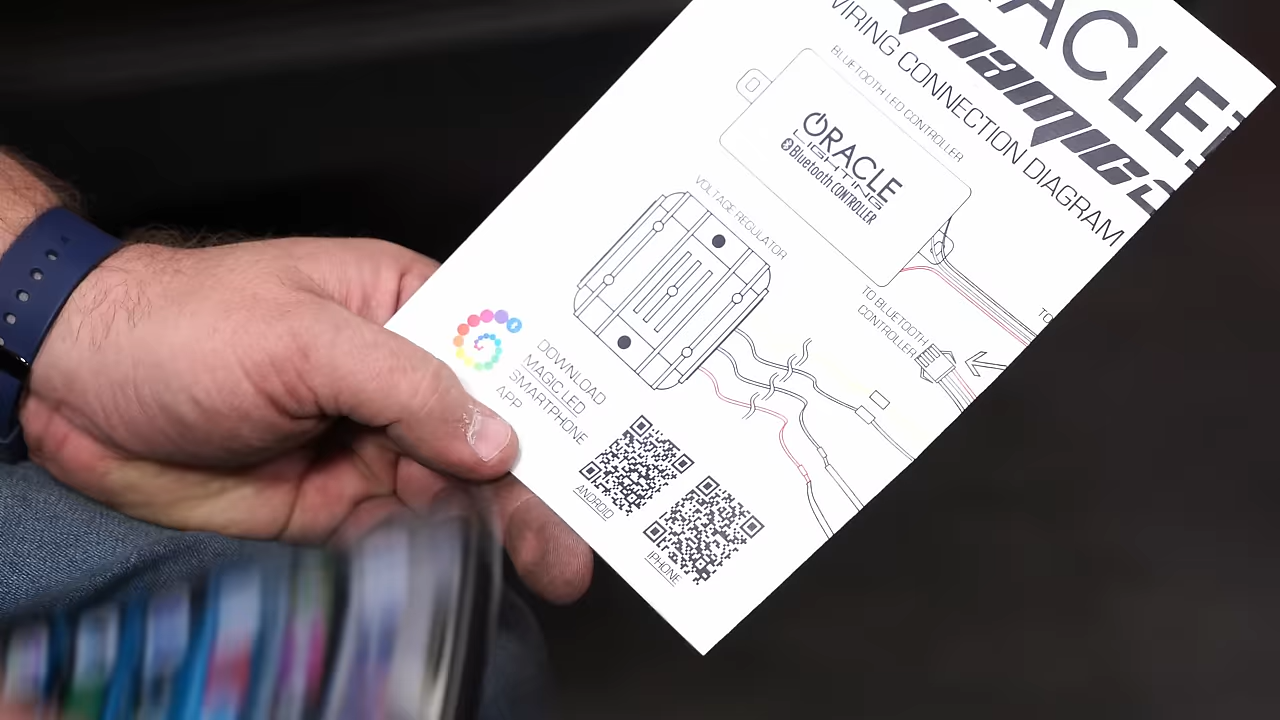 WIRING CONNECTION DIAGRAM
BLUETOOTH LED CONTROLLER
ORACLE
LIGHTING
Bluetooth CONTROLLER
VOLTAGE REGULATOR
TO BLUETOOTH
CONTROLLER
TO
DOWNLOAD
MAGIC LED
SMARTPHONE
APP
ANDROID
IPHONE